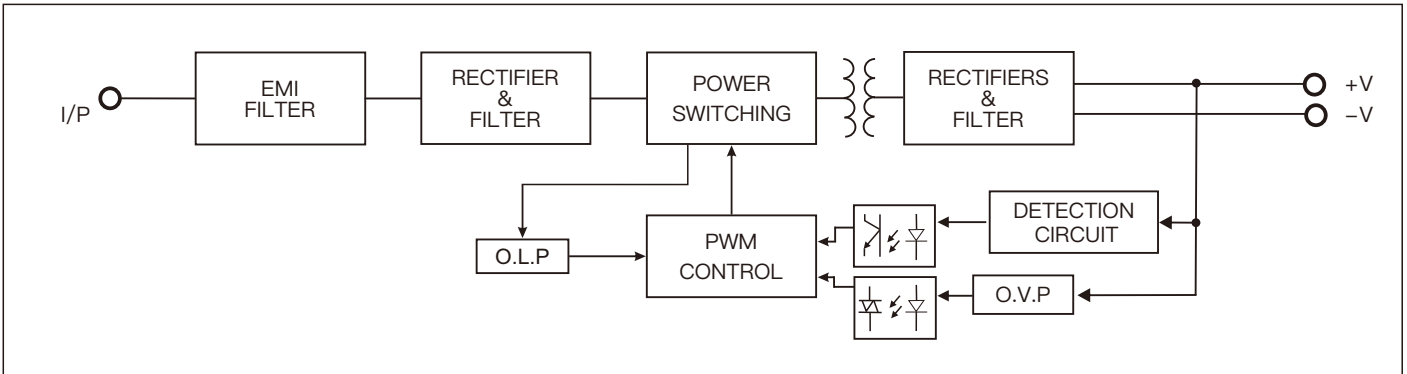 I/P
EMI
FILTER
RECTIFIER
&
FILTER
POWER
SWITCHING
RECTIFIERS
&
FILTER
+V
–V
O.L.P
PWM
CONTROL
DETECTION
CIRCUIT
O.V.P